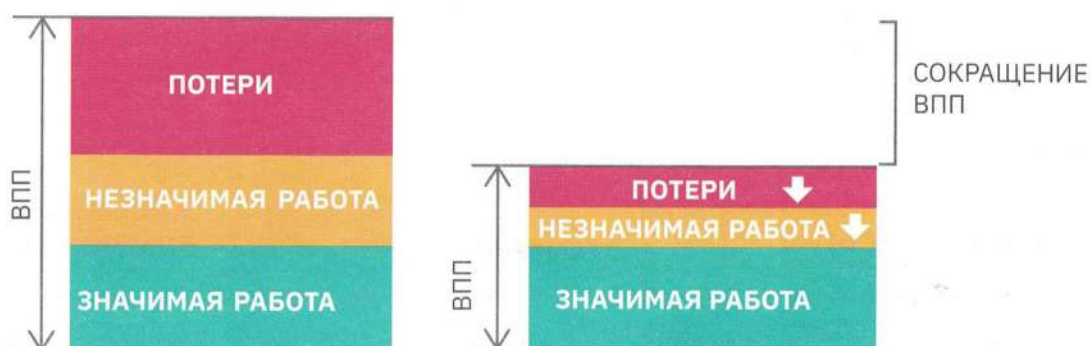 ВПП
ПОТЕРИ
НЕЗНАЧИМАЯ РАБОТА
ЗНАЧИМАЯ РАБОТА
ВПП
ПОТЕРИ
НЕЗНАЧИМАЯ РАБОТА
ЗНАЧИМАЯ РАБОТА
СОКРАЩЕНИЕ
ВПП